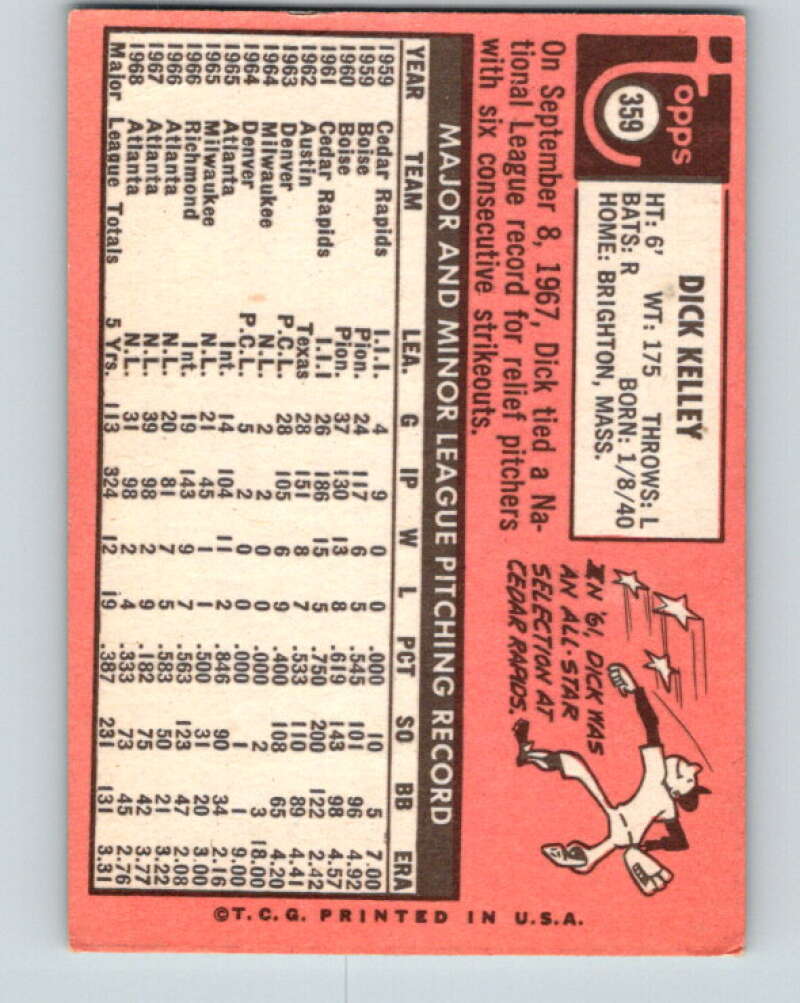 Topps
359
DICK KELLEY
HT: 6' WT: 175 THROWS: L
BATS: R BORN: 1/8/40
HOME: BRIGHTON, MASS.
On September 8, 1967, Dick tied a Na-
tional League record for relief pitchers
with six consecutive strikeouts.
IN '61, DICK WAS
AN ALL-STAR
SELECTION AT
CEDAR RAPIDS.
MAJOR AND MINOR LEAGUE PITCHING RECORD
YEAR TEAM LEA. G IP W L PCT SO BB ERA
1959 Cedar Rapids I.I.I. 4 9 0 0 .000 10 5 7.00
1959 Boise Pion. 24 117 6 5 .545 101 96 4.92
1960 Boise Pion. 37 130 13 8 .619 143 98 4.57
1961 Cedar Rapids I.I.I 26 186 15 5 .750 200 122 2.42
1962 Austin Texas 28 151 8 7 .533 110 89 4.41
1963 Denver P.C.L. 28 105 6 9 .400 108 65 4.20
1964 Milwaukee N.L. 2 2 0 0 .000 2 3 18.00
1964 Denver P.C.L. 5 2 0 0 .000 1 1 9.00
1965 Atlanta Int. 14 104 11 2 .846 90 34 2.16
1965 Milwaukee N.L. 21 45 1 1 .500 31 20 3.00
1966 Richmond Int. 19 143 9 7 .563 123 47 2.08
1966 Atlanta N.L. 20 81 7 5 .583 50 21 3.22
1967 Atlanta N.L. 39 98 2 9 .182 75 42 3.77
1968 Atlanta N.L. 31 98 2 4 .333 73 45 2.76
Major League Totals 5 Yrs. 113 324 12 19 .387 231 131 3.31
©T.C.G. PRINTED IN U.S.A.